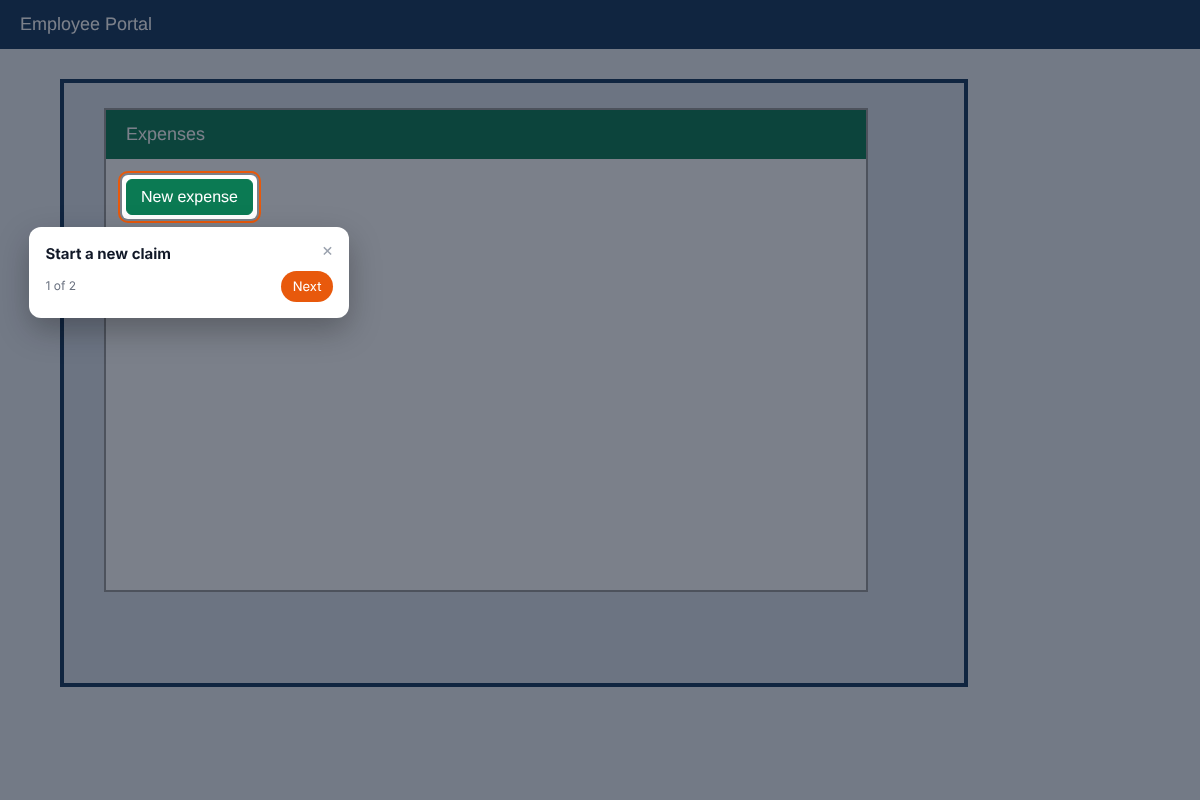 Employee Portal
Expenses
New expense
Start a new claim
×
1 of 2
Next